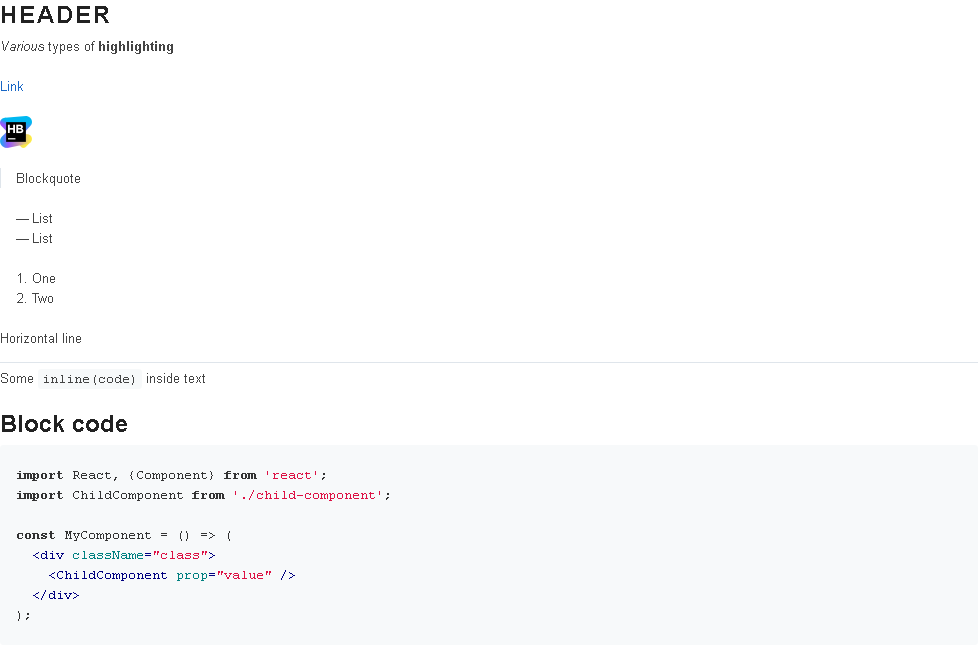 HEADER
Various types of highlighting
Link
HB
Blockquote
— List
— List
1. One
2. Two
Horizontal line
Some inline(code) inside text
Block code
import React, {Component} from 'react';
import ChildComponent from './child-component';
const MyComponent = () => (
  <div className="class">
    <ChildComponent prop="value" />
  </div>
);